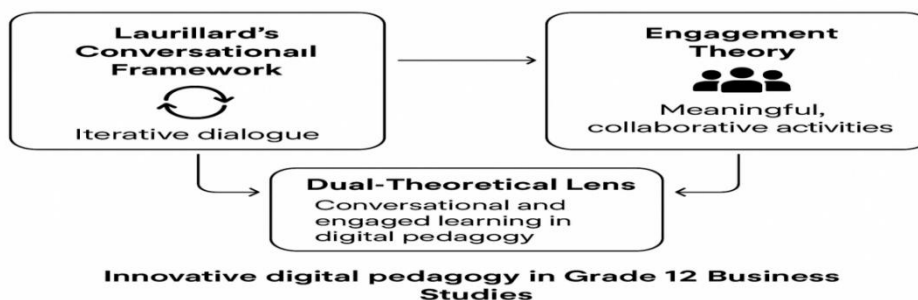 Laurillard's
Conversationail
Framework
Iterative dialogue
Engagement
Theory
Meaningful,
collaborative activities
Dual-Theoretical Lens
Conversational and
engaged learning in
digital pedagogy
Innovative digital pedagogy in Grade 12 Business
Studies